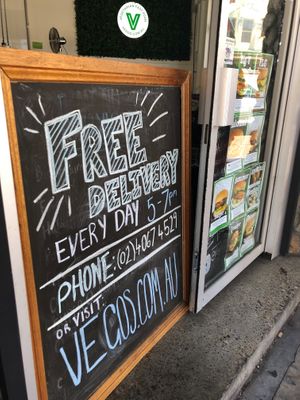 FREE
DELIVERY
EVERY DAY 5-7PM
PHONE: (02)4067 4529
OR VISIT:
VEGOS.COM.AU